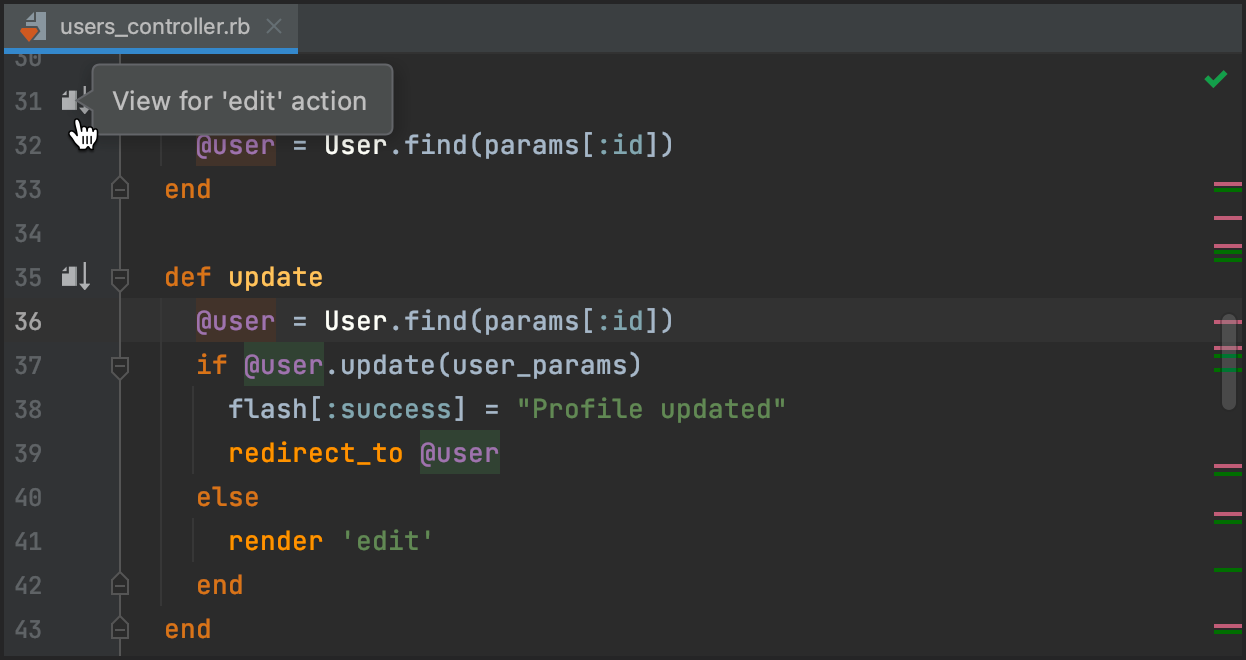 users_controller.rb
30
31 View for 'edit' action
32 @user = User.find(params[:id])
33 end
34
35 def update
36 @user = User.find(params[:id])
37 if @user.update(user_params)
38 flash[:success] = "Profile updated"
39 redirect_to @user
40 else
41 render 'edit'
42 end
43 end